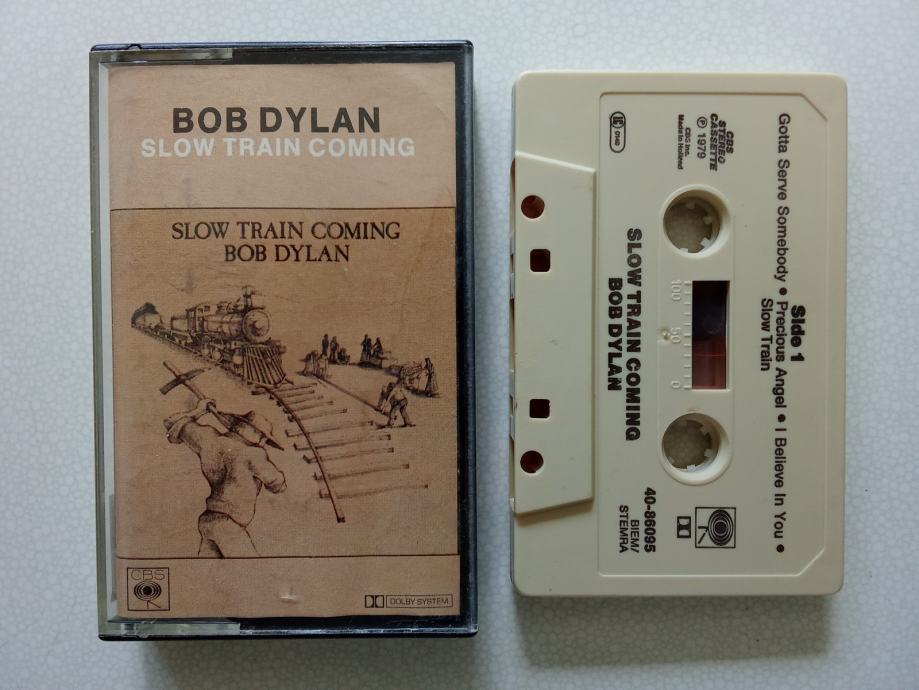 BOB DYLAN
SLOW TRAIN COMING
SLOW TRAIN COMING
BOB DYLAN
CBS
DOLBY SYSTEM
Side 1
Gotta Serve Somebody • Precious Angel • I Believe In You •
Slow Train
CBS
STEREO
CASSETTE
℗ 1979
CBS Inc.
Made in Holland
LC 0149
100 50 0
SLOW TRAIN COMING
BOB DYLAN
40-86095
BIEM/
STEMRA